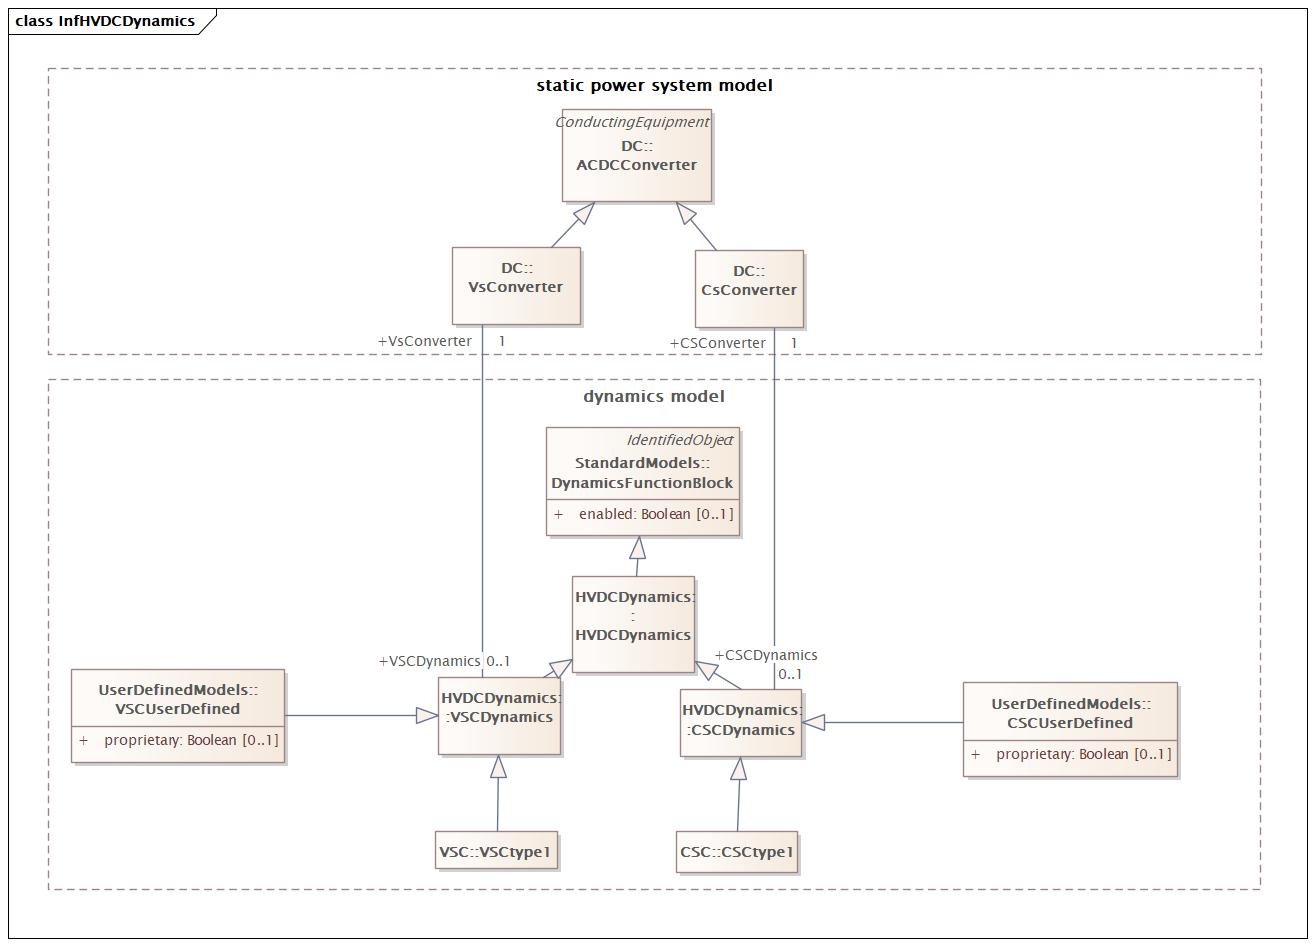 class InfHVDCDynamics
static power system model
ConductingEquipment
DC::
ACDCConverter
DC::
VsConverter
DC::
CsConverter
+VsConverter 1
+CSConverter 1
dynamics model
IdentifiedObject
StandardModels::
DynamicsFunctionBlock
+ enabled: Boolean [0..1]
HVDCDynamics:
:
HVDCDynamics
+VSCDynamics 0..1
+CSCDynamics
0..1
UserDefinedModels::
VSCUserDefined
+ proprietary: Boolean [0..1]
HVDCDynamics:
:VSCDynamics
HVDCDynamics:
:CSCDynamics
UserDefinedModels::
CSCUserDefined
+ proprietary: Boolean [0..1]
VSC::VSCtype1
CSC::CSCtype1